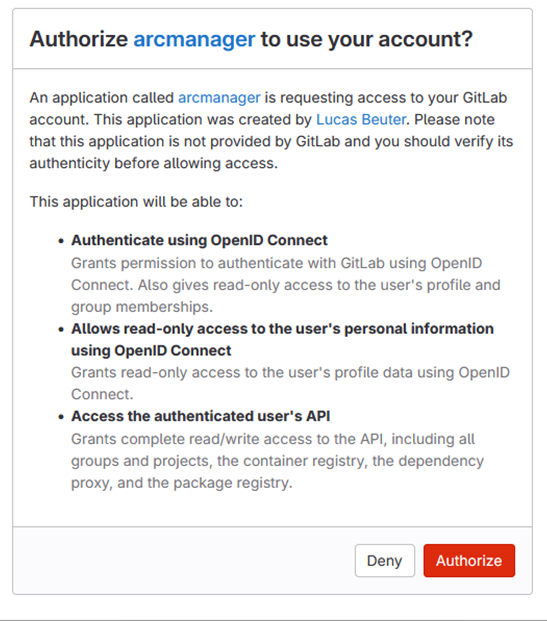 Authorize arcmanager to use your account?
An application called arcmanager is requesting access to your GitLab
account. This application was created by Lucas Beuter. Please note
that this application is not provided by GitLab and you should verify its
authenticity before allowing access.
This application will be able to:
• Authenticate using OpenID Connect
Grants permission to authenticate with GitLab using OpenID
Connect. Also gives read-only access to the user's profile and
group memberships.
• Allows read-only access to the user's personal information
using OpenID Connect
Grants read-only access to the user's profile data using OpenID
Connect.
• Access the authenticated user's API
Grants complete read/write access to the API, including all
groups and projects, the container registry, the dependency
proxy, and the package registry.
Deny Authorize